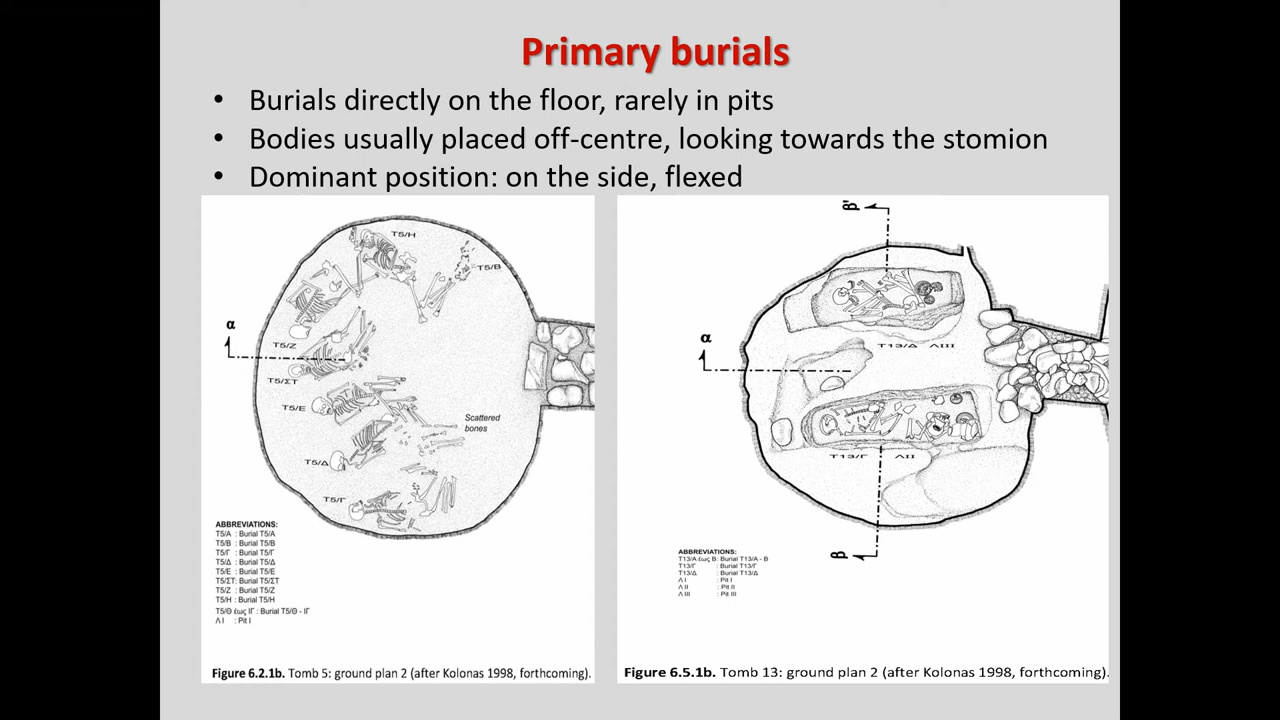 Primary burials
• Burials directly on the floor, rarely in pits
• Bodies usually placed off-centre, looking towards the stomion
• Dominant position: on the side, flexed
T5/H
T5/B
α
T5/Z
T5/ΣT
T5/E
Scattered
bones
T5/Δ
T5/Γ
ABBREVIATIONS:
T5/A : Burial T5/A
T5/B : Burial T5/B
T5/Γ : Burial T5/Γ
T5/Δ : Burial T5/Δ
T5/E : Burial T5/E
T5/ΣT : Burial T5/ΣT
T5/Z : Burial T5/Z
T5/H : Burial T5/H
T5/Θ έως ΙΓ : Burial T5/Θ - ΙΓ
Λ I : Pit I
Figure 6.2.1b. Tomb 5: ground plan 2 (after Kolonas 1998, forthcoming).
β'
α
T13/Δ ΛIII
T13/Γ ΛII
β
ABBREVIATIONS:
T13/A έως B: Burial T13/A - B
T13/Γ : Burial T13/Γ
T13/Δ : Burial T13/Δ
Λ I : Pit I
Λ II : Pit II
Λ III : Pit III
Figure 6.5.1b. Tomb 13: ground plan 2 (after Kolonas 1998, forthcoming).